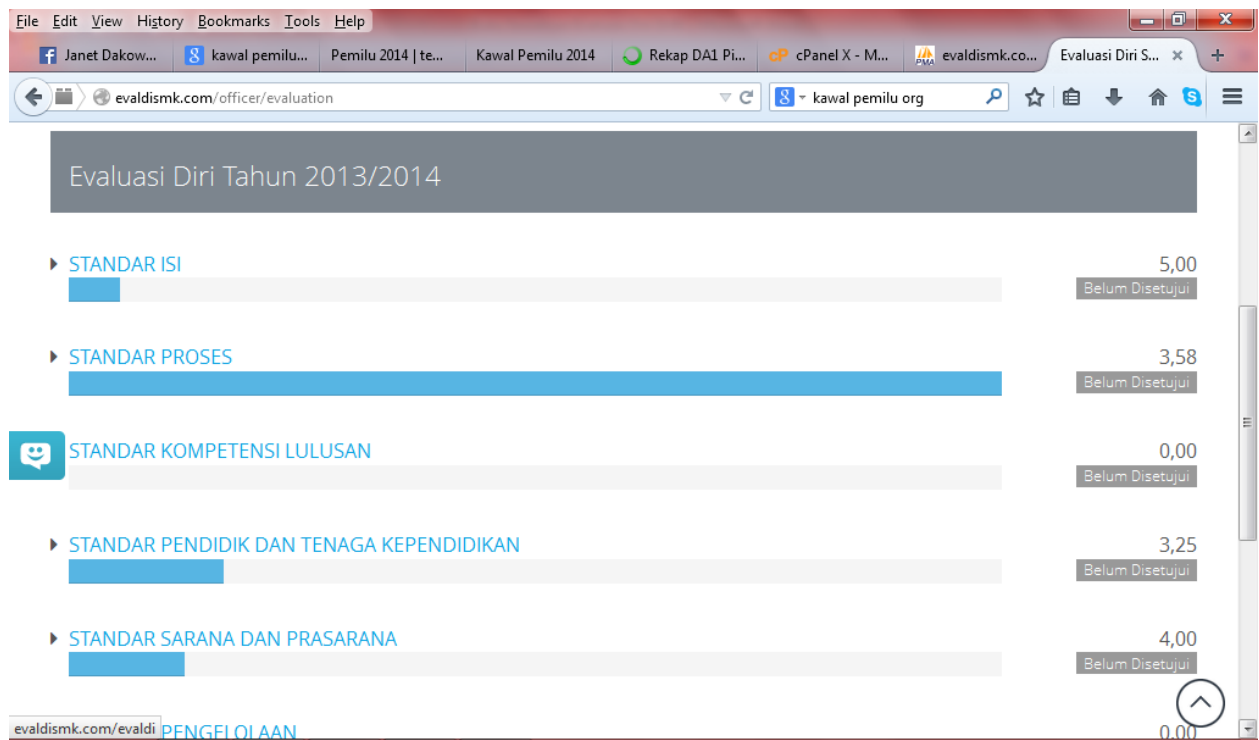 File Edit View History Bookmarks Tools Help
Janet Dakow... kawal pemilu... Pemilu 2014 | te... Kawal Pemilu 2014 Rekap DA1 Pi... cP cPanel X - M... PMA evaldismk.co... Evaluasi Diri S...
evaldismk.com/officer/evaluation
kawal pemilu org
Evaluasi Diri Tahun 2013/2014
STANDAR ISI 5,00
Belum Disetujui
STANDAR PROSES 3,58
Belum Disetujui
STANDAR KOMPETENSI LULUSAN 0,00
Belum Disetujui
STANDAR PENDIDIK DAN TENAGA KEPENDIDIKAN 3,25
Belum Disetujui
STANDAR SARANA DAN PRASARANA 4,00
Belum Disetujui
PENGELOLAAN 0,00
evaldismk.com/evaldi